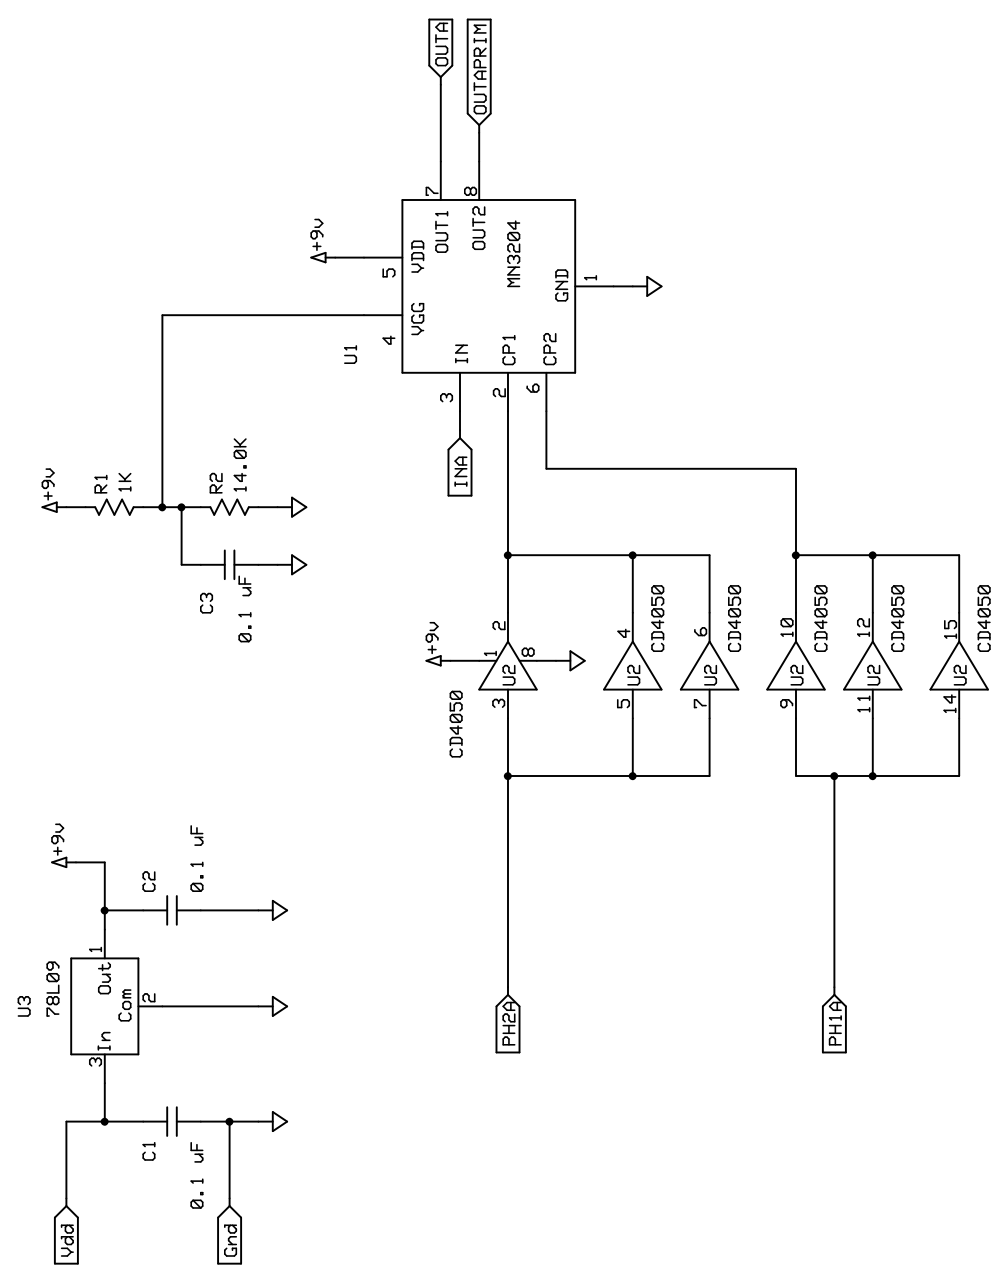 Vdd
Gnd
C1
0.1 uF
U3
78L09
In
3
Out
1
Com
2
+9v
C2
0.1 uF
+9v
R1
1K
R2
14.0K
C3
0.1 uF
PH2A
PH1A
CD4050
3
U2
2
1
8
+9v
5
U2
4
CD4050
7
U2
6
CD4050
9
U2
10
CD4050
11
U2
12
CD4050
14
U2
15
CD4050
INA
U1
3
IN
2
CP1
6
CP2
4
VGG
5
VDD
+9v
MN3204
GND
1
OUT1
7
OUT2
8
OUTA
OUTAPRIM